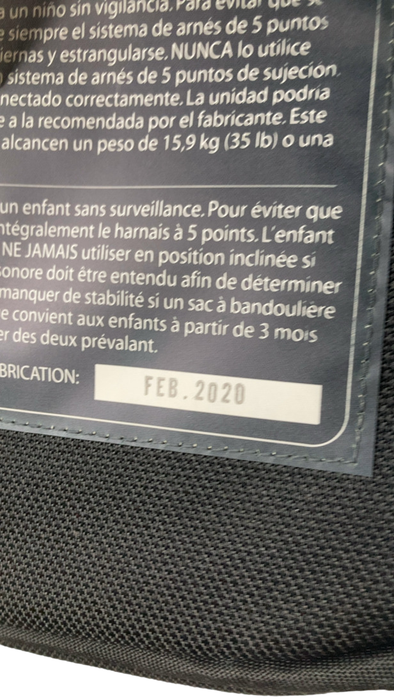 a un niño sin vigilancia. Para evitar que se
e siempre el sistema de arnés de 5 puntos
iernas y estrangularse. NUNCA lo utilice
sistema de arnés de 5 puntos de sujeción.
nectado correctamente. La unidad podría
e a la recomendada por el fabricante. Este
alcancen un peso de 15,9 kg (35 lb) o una
un enfant sans surveillance. Pour éviter que
ntégralement le harnais à 5 points. L'enfant
NE JAMAIS utiliser en position inclinée si
sonore doit être entendu afin de déterminer
manquer de stabilité si un sac à bandoulière
e convient aux enfants à partir de 3 mois
er des deux prévalant.
BRICATION: FEB. 2020